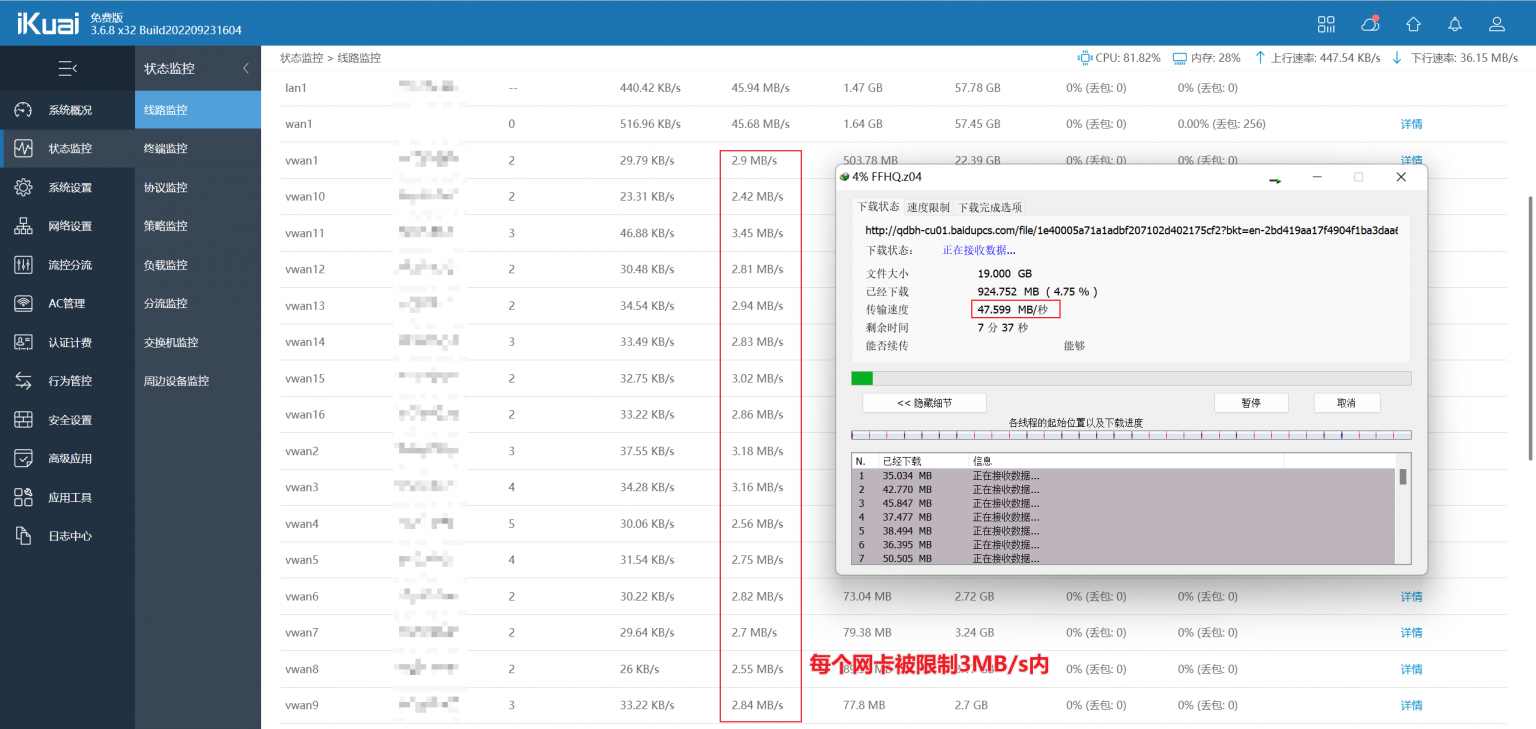 iKuai 免费版
3.6.8 x32 Build202209231604
状态监控
系统概况
状态监控
系统设置
网络设置
流控分流
AC管理
认证计费
行为管控
安全设置
高级应用
应用工具
日志中心
线路监控
终端监控
协议监控
策略监控
负载监控
分流监控
交换机监控
周边设备监控
状态监控 > 线路监控
CPU: 81.82% 内存: 28% 上行速率: 447.54 KB/s 下行速率: 36.15 MB/s
lan1 -- 440.42 KB/s 45.94 MB/s 1.47 GB 57.78 GB 0% (丢包: 0) 0% (丢包: 0)
wan1 0 516.96 KB/s 45.68 MB/s 1.64 GB 57.45 GB 0% (丢包: 0) 0.00% (丢包: 256) 详情
vwan1 2 29.79 KB/s 2.9 MB/s 503.78 MB 22.39 GB 0% (丢包: 0) 0% (丢包: 0) 详情
vwan10 2 23.31 KB/s 2.42 MB/s
vwan11 3 46.88 KB/s 3.45 MB/s
vwan12 2 30.48 KB/s 2.81 MB/s
vwan13 2 34.54 KB/s 2.94 MB/s
vwan14 3 33.49 KB/s 2.83 MB/s
vwan15 2 32.75 KB/s 3.02 MB/s
vwan16 2 33.22 KB/s 2.86 MB/s
vwan2 3 37.55 KB/s 3.18 MB/s
vwan3 4 34.28 KB/s 3.16 MB/s
vwan4 5 30.06 KB/s 2.56 MB/s
vwan5 4 31.54 KB/s 2.75 MB/s
vwan6 2 30.22 KB/s 2.82 MB/s 73.04 MB 2.72 GB 0% (丢包: 0) 0% (丢包: 0) 详情
vwan7 2 29.64 KB/s 2.7 MB/s 79.38 MB 3.24 GB 0% (丢包: 0) 0% (丢包: 0) 详情
vwan8 2 26 KB/s 2.55 MB/s 0% (丢包: 0) 0% (丢包: 0) 详情
每个网卡被限制3MB/s内
vwan9 3 33.22 KB/s 2.84 MB/s 77.8 MB 2.7 GB 0% (丢包: 0) 0% (丢包: 0) 详情
4% FFHQ.z04
下载状态 速度限制 下载完成选项
http://qdbh-cu01.baidupcs.com/file/1e40005a71a1adbf207102d402175cf2?bkt=en-2bd419aa17f4904f1ba3daa6
下载状态: 正在接收数据...
文件大小 19.000 GB
已经下载 924.752 MB ( 4.75 % )
传输速度 47.599 MB/秒
剩余时间 7 分 37 秒
能否续传 能够
<< 隐藏细节 暂停 取消
各线程的起始位置以及下载进度
N. 已经下载 信息
1 35.034 MB 正在接收数据...
2 42.770 MB 正在接收数据...
3 45.847 MB 正在接收数据...
4 37.477 MB 正在接收数据...
5 38.494 MB 正在接收数据...
6 36.395 MB 正在接收数据...
7 50.505 MB 正在接收数据...